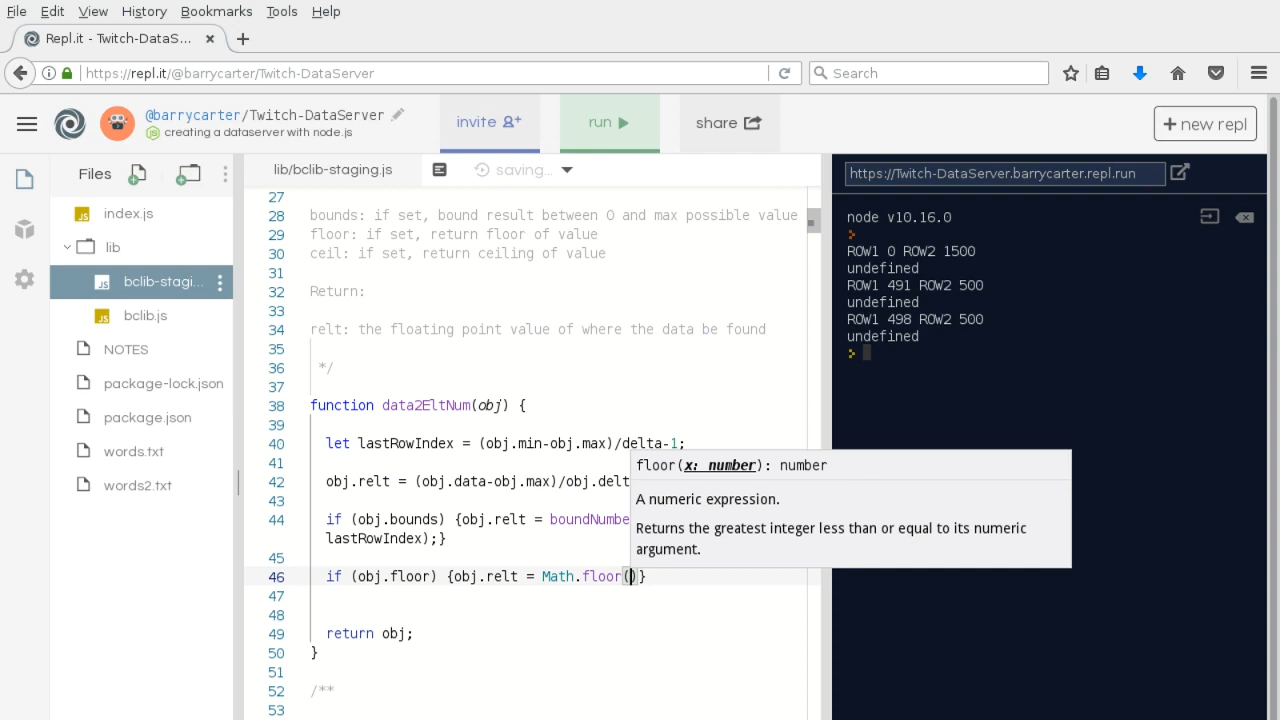 File Edit View History Bookmarks Tools Help
Repl.it - Twitch-DataS...
https://repl.it/@barrycarter/Twitch-DataServer
Search
@barrycarter/Twitch-DataServer
creating a dataserver with node.js
invite
run
share
+ new repl
Files
index.js
lib
bclib-stagi...
bclib.js
NOTES
package-lock.json
package.json
words.txt
words2.txt
lib/bclib-staging.js
saving...
27
28 bounds: if set, bound result between 0 and max possible value
29 floor: if set, return floor of value
30 ceil: if set, return ceiling of value
31
32 Return:
33
34 relt: the floating point value of where the data be found
35
36 */
37
38 function data2EltNum(obj) {
39
40 let lastRowIndex = (obj.min-obj.max)/delta-1;
41
42 obj.relt = (obj.data-obj.max)/obj.delt
43
44 if (obj.bounds) {obj.relt = boundNumbe
lastRowIndex);}
45
46 if (obj.floor) {obj.relt = Math.floor()}
47
48
49 return obj;
50 }
51
52 /**
53
floor(x: number): number
A numeric expression.
Returns the greatest integer less than or equal to its numeric
argument.
https://Twitch-DataServer.barrycarter.repl.run
node v10.16.0
>
ROW1 0 ROW2 1500
undefined
ROW1 491 ROW2 500
undefined
ROW1 498 ROW2 500
undefined
>